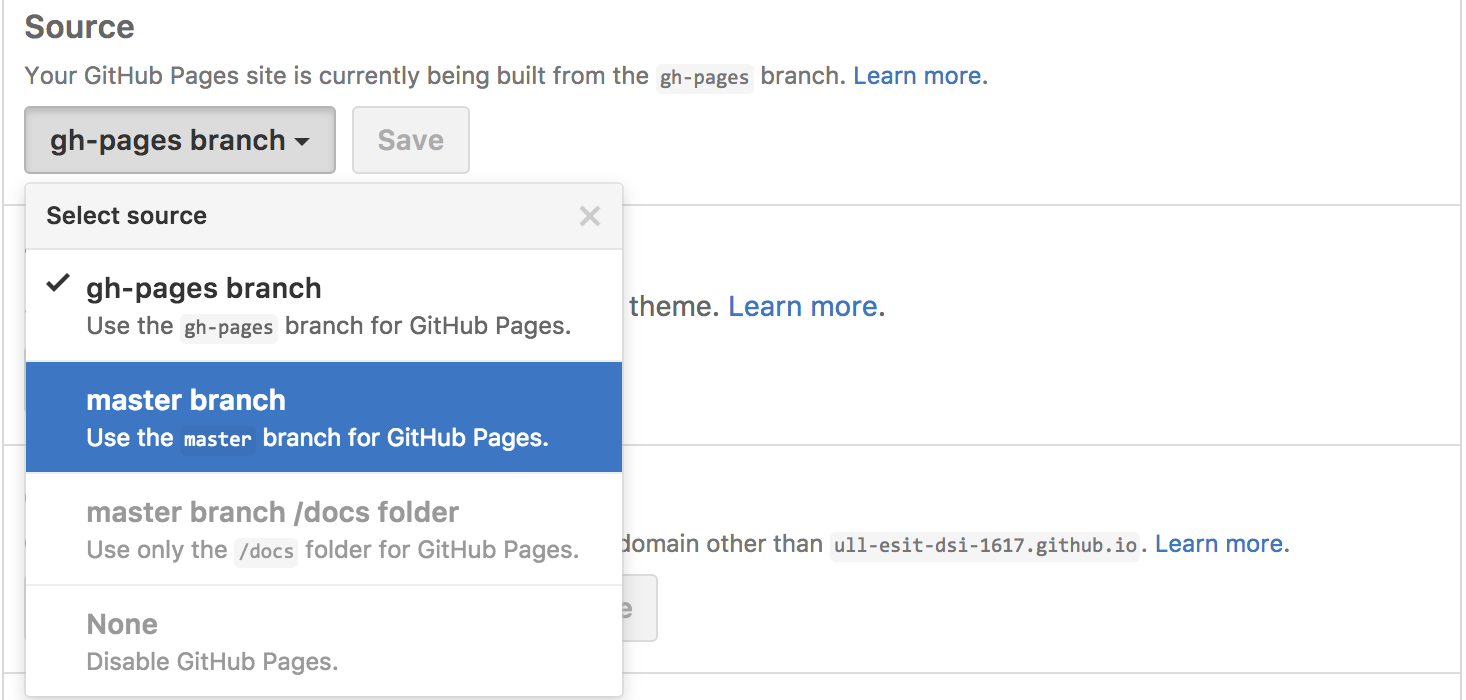 Source
Your GitHub Pages site is currently being built from the gh-pages branch. Learn more.
gh-pages branch Save
Select source
gh-pages branch
Use the gh-pages branch for GitHub Pages.
theme. Learn more.
master branch
Use the master branch for GitHub Pages.
master branch /docs folder
Use only the /docs folder for GitHub Pages.
domain other than ull-esit-dsi-1617.github.io. Learn more.
None
Disable GitHub Pages.